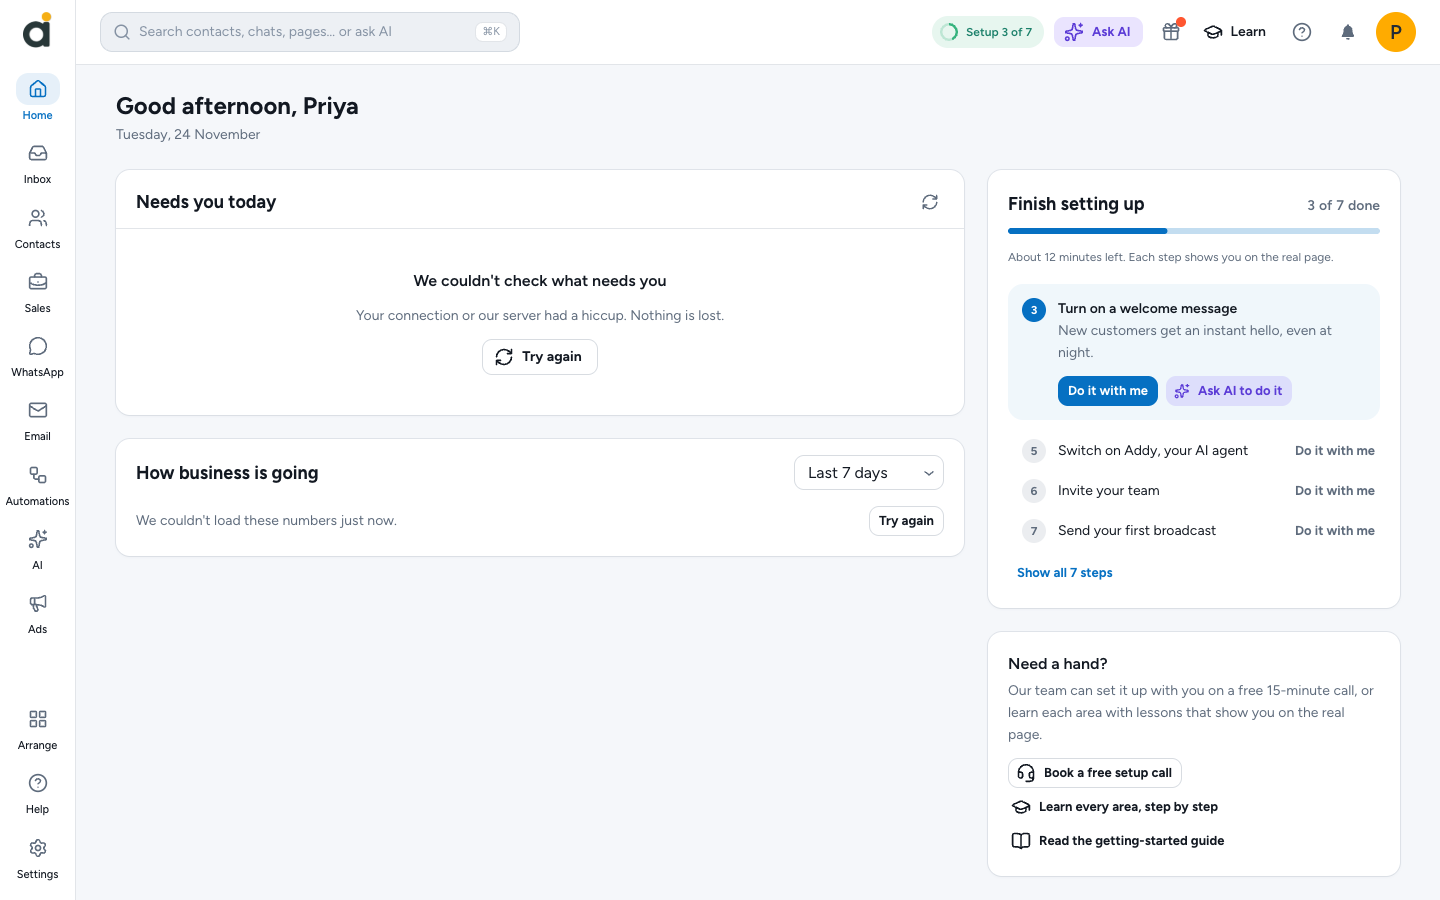 Search contacts, chats, pages... or ask AI
⌘K
Setup 3 of 7
Ask AI
Learn
P
Home
Inbox
Contacts
Sales
WhatsApp
Email
Automations
AI
Ads
Arrange
Help
Settings
Good afternoon, Priya
Tuesday, 24 November
Needs you today
We couldn't check what needs you
Your connection or our server had a hiccup. Nothing is lost.
Try again
How business is going
Last 7 days
We couldn't load these numbers just now.
Try again
Finish setting up
3 of 7 done
About 12 minutes left. Each step shows you on the real page.
3
Turn on a welcome message
New customers get an instant hello, even at
night.
Do it with me
Ask AI to do it
5
Switch on Addy, your AI agent
Do it with me
6
Invite your team
Do it with me
7
Send your first broadcast
Do it with me
Show all 7 steps
Need a hand?
Our team can set it up with you on a free 15-minute call, or
learn each area with lessons that show you on the real
page.
Book a free setup call
Learn every area, step by step
Read the getting-started guide